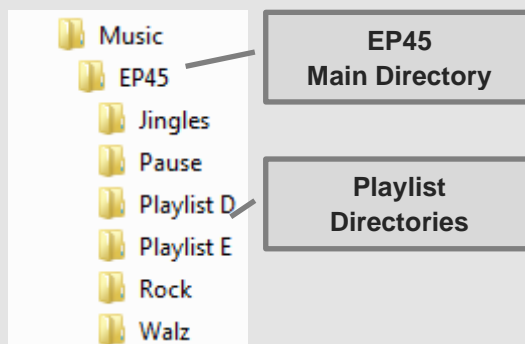 Music
EP45
Jingles
Pause
Playlist D
Playlist E
Rock
Walz
EP45
Main Directory
Playlist
Directories